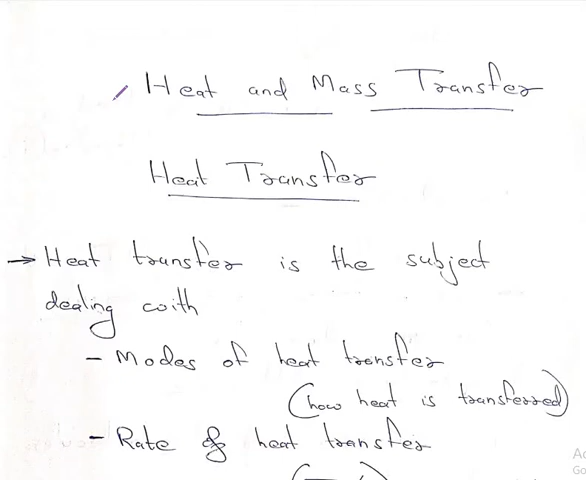 Heat and Mass Transfer
Heat Transfer
→ Heat transfer is the subject
dealing with
- Modes of heat transfer
(how heat is transferred)
- Rate of heat transfer